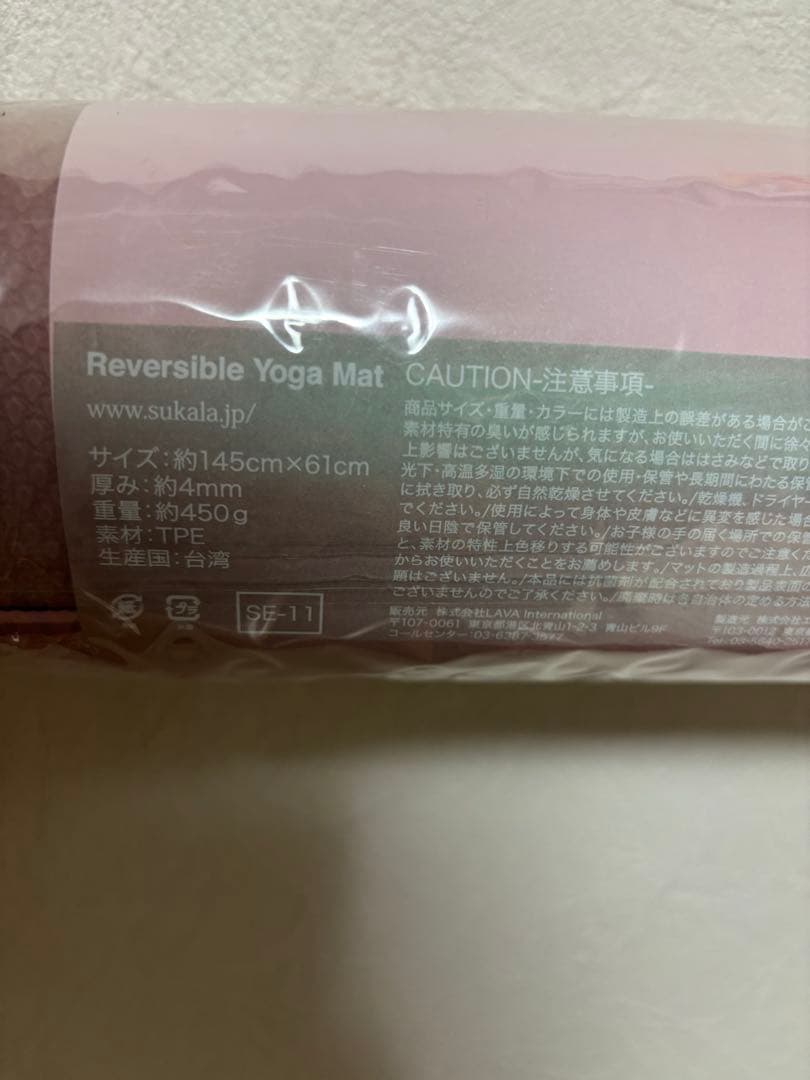 Reversible Yoga Mat
www.sukala.jp/
サイズ：約145cm×61cm
厚み：約4mm
重量：約450g
素材：TPE
生産国：台湾
SE-11
CAUTION-注意事項-
商品サイズ・重量・カラーには製造上の誤差がある場合が
素材特有の臭いが感じられますが、お使いいただく間に徐々
上影響はございませんが、気になる場合ははさみなどで取り
光下・高温多湿の環境下での使用・保管や長期間にわたる保管
に拭き取り、必ず自然乾燥させてください。/乾燥機、ドライヤ
でください。/使用によって身体や皮膚などに異変を感じた場
良い日陰で保管してください。/お子様の手の届く場所での保管
と、素材の特性上色移りする可能性がございますのでご注意くだ
からお使いいただくことをお薦めします。/マットの製造過程上、
題はございません。/本品には抗菌剤が配合されており製品表面
ございませんのでご了承ください。/廃棄時は各自治体の定める方
販売元 株式会社LAVA International
〒107-0061 東京都港区北青山1-2-3 青山ビル9F
コールセンター：03-6367-
製造元 株式会社
〒103-0013 東京